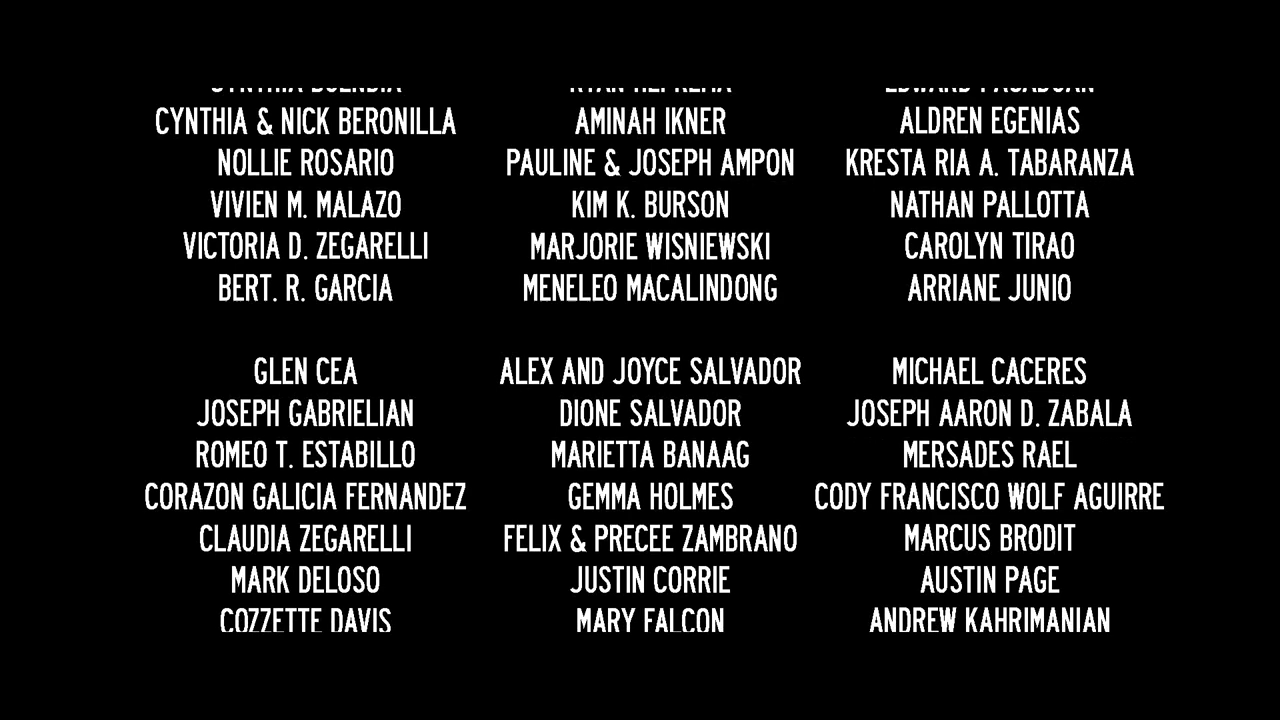 CYNTHIA & NICK BERONILLA AMINAH IKNER ALDREN EGENIAS
NOLLIE ROSARIO PAULINE & JOSEPH AMPON KRESTA RIA A. TABARANZA
VIVIEN M. MALAZO KIM K. BURSON NATHAN PALLOTTA
VICTORIA D. ZEGARELLI MARJORIE WISNIEWSKI CAROLYN TIRAO
BERT. R. GARCIA MENELEO MACALINDONG ARRIANE JUNIO
GLEN CEA ALEX AND JOYCE SALVADOR MICHAEL CACERES
JOSEPH GABRIELIAN DIONE SALVADOR JOSEPH AARON D. ZABALA
ROMEO T. ESTABILLO MARIETTA BANAAG MERSADES RAEL
CORAZON GALICIA FERNANDEZ GEMMA HOLMES CODY FRANCISCO WOLF AGUIRRE
CLAUDIA ZEGARELLI FELIX & PRECEE ZAMBRANO MARCUS BRODIT
MARK DELOSO JUSTIN CORRIE AUSTIN PAGE
COZZETTE DAVIS MARY FALCON ANDREW KAHRIMANIAN